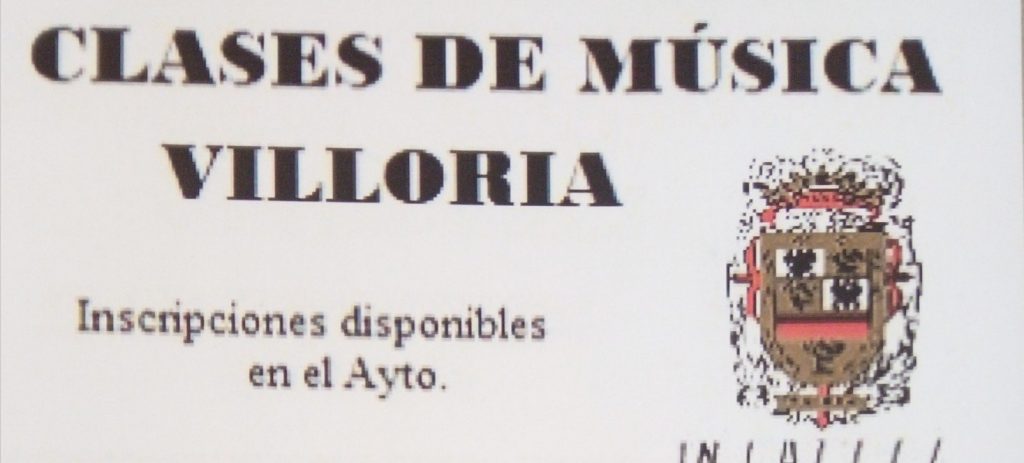 CLASES DE MÚSICA
VILLORIA
Inscripciones disponibles
en el Ayto.